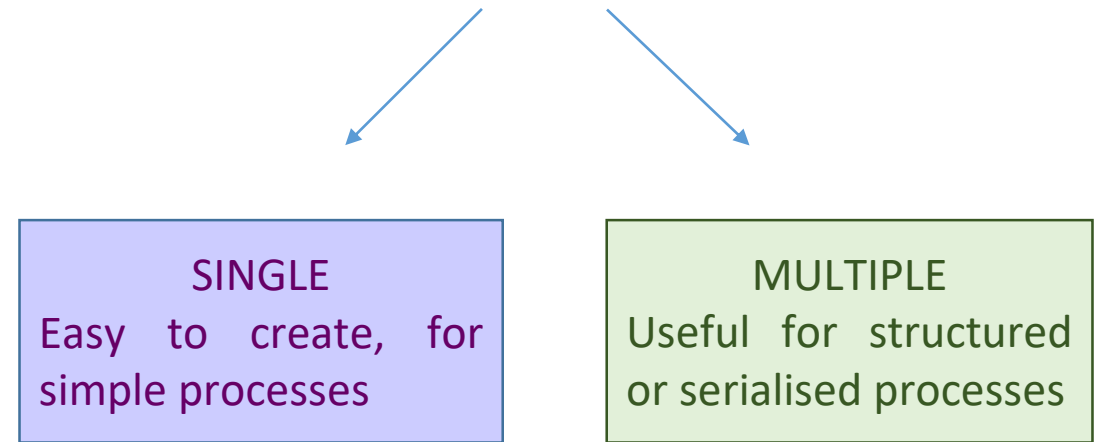 SINGLE
Easy to create, for
simple processes
MULTIPLE
Useful for structured
or serialised processes